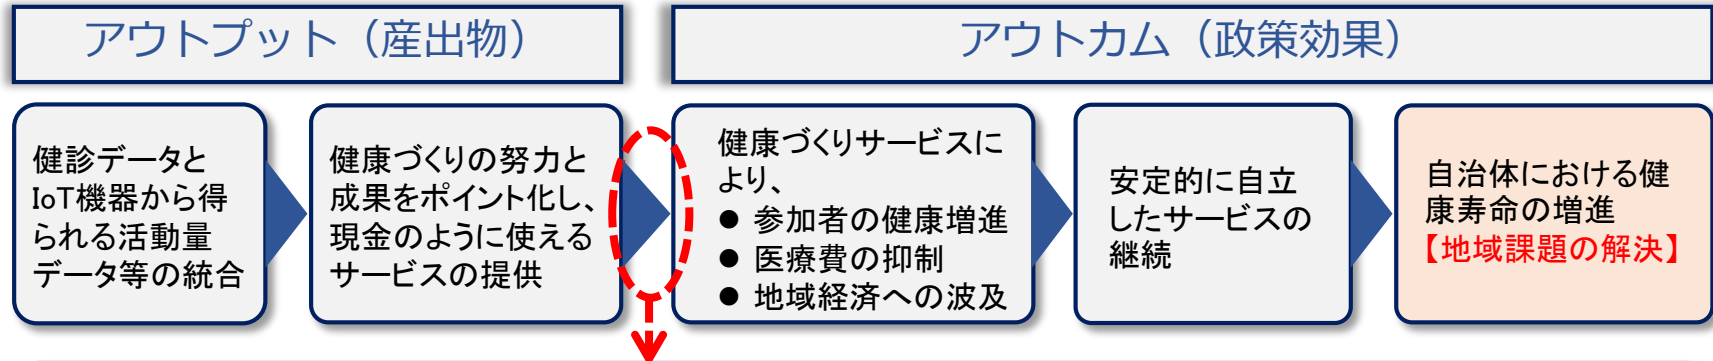 アウトプット（産出物）
アウトカム（政策効果）
健診データと
IoT機器から得
られる活動量
データ等の統合
健康づくりの努力と
成果をポイント化し、
現金のように使える
サービスの提供
健康づくりサービスに
より、
● 参加者の健康増進
● 医療費の抑制
● 地域経済への波及
安定的に自立
したサービスの
継続
自治体における健
康寿命の増進
【地域課題の解決】